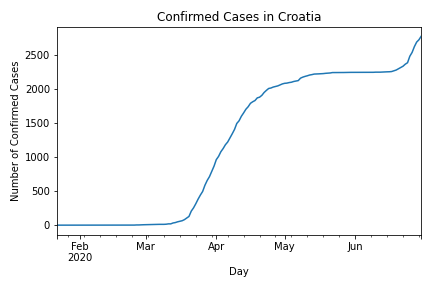 Confirmed Cases in Croatia
Number of Confirmed Cases
2500
2000
1500
1000
500
0
Feb
2020
Mar
Apr
May
Jun
Day